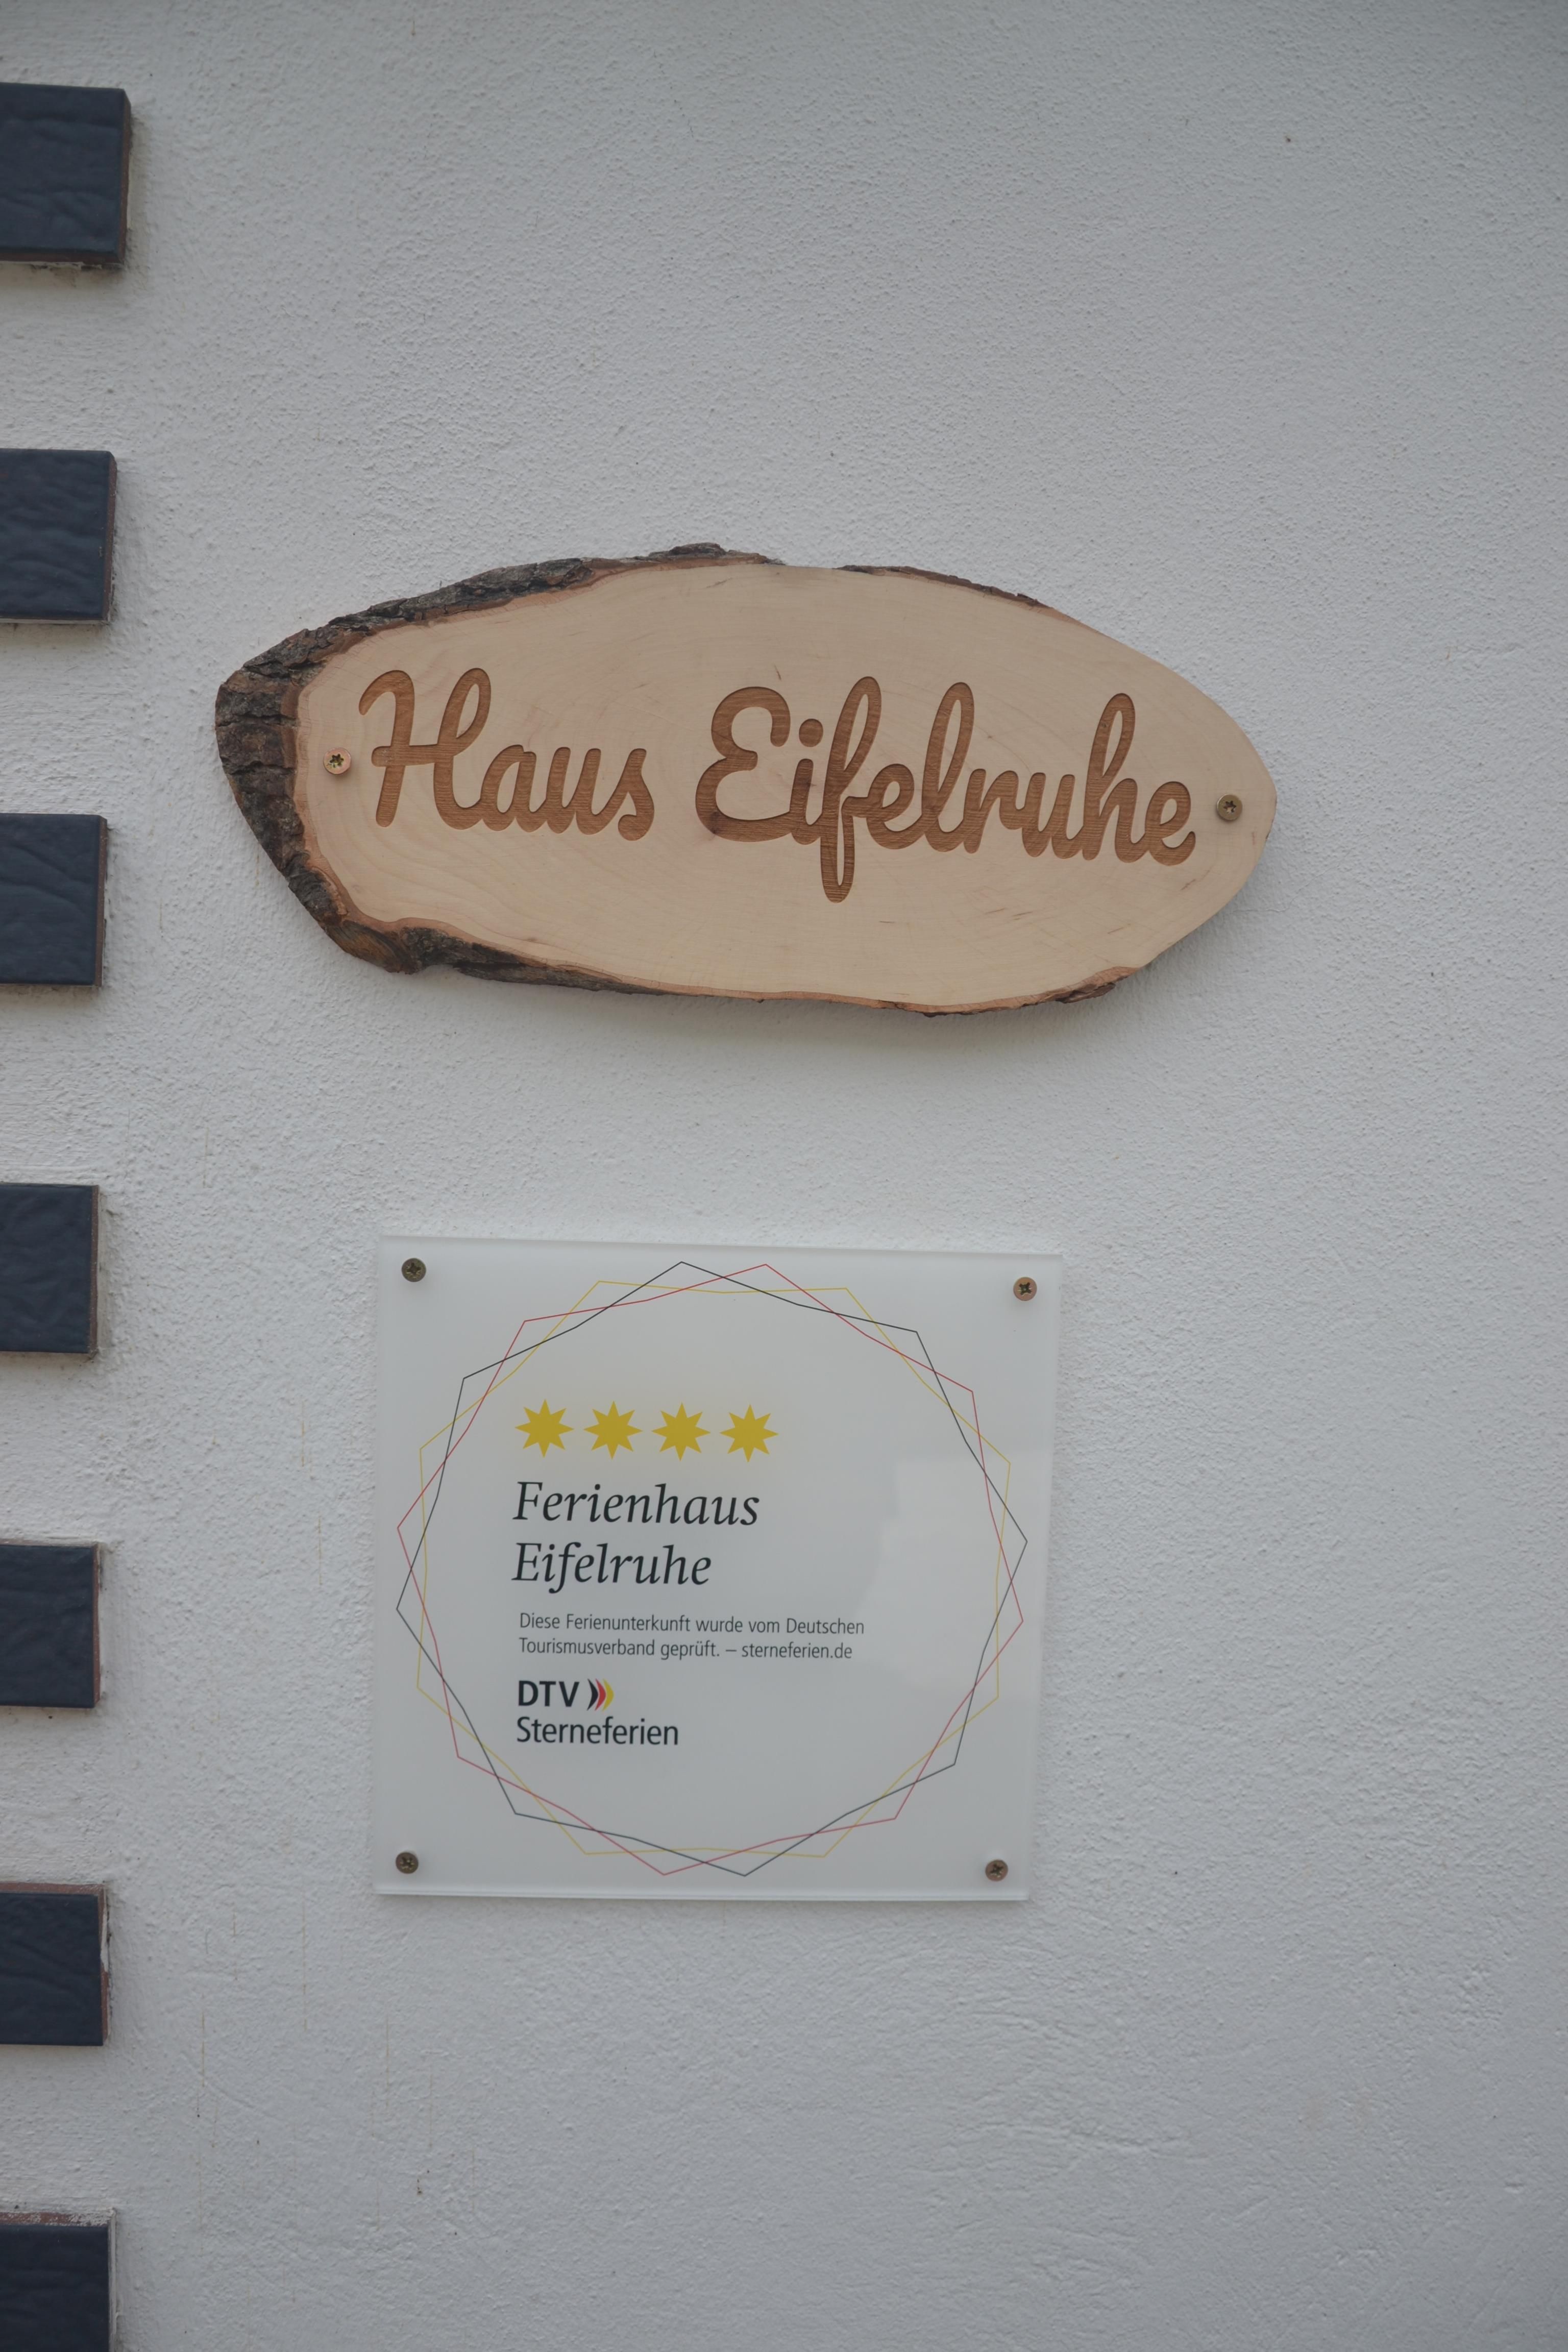 Haus Eifelruhe
Ferienhaus
Eifelruhe
Diese Ferienunterkunft wurde vom Deutschen
Tourismusverband geprüft. – sterneferien.de
DTV
Sterneferien